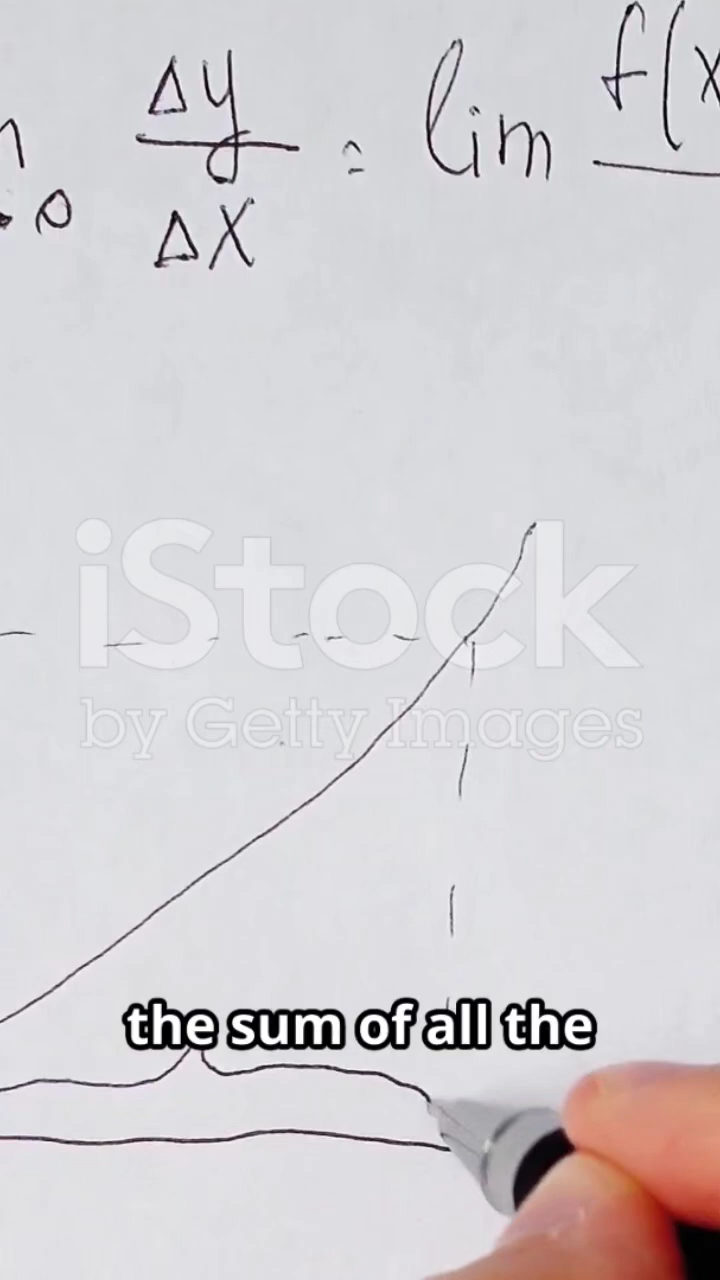 Δy = lim f(x
ΔX
iStock
by Getty Images
the sum of all the